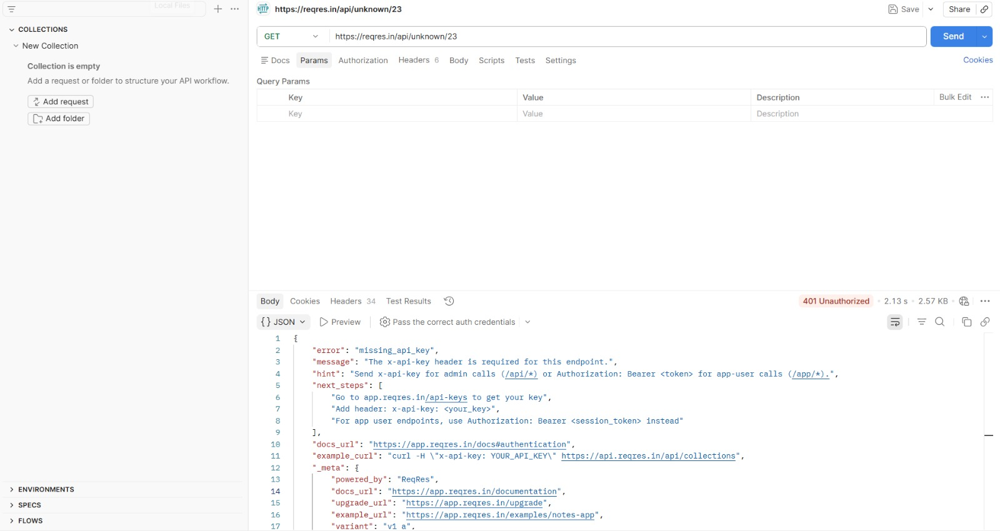 Local Files
COLLECTIONS
New Collection
Collection is empty
Add a request or folder to structure your API workflow.
Add request
Add folder
ENVIRONMENTS
SPECS
FLOWS
HTTP https://reqres.in/api/unknown/23
Save Share
GET https://reqres.in/api/unknown/23 Send
Docs Params Authorization Headers 6 Body Scripts Tests Settings Cookies
Query Params
Key Value Description Bulk Edit
Key Value Description
Body Cookies Headers 34 Test Results 401 Unauthorized • 2.13 s • 2.57 KB •
{} JSON Preview Pass the correct auth credentials
1 {
2 "error": "missing_api_key",
3 "message": "The x-api-key header is required for this endpoint.",
4 "hint": "Send x-api-key for admin calls (/api/*) or Authorization: Bearer <token> for app-user calls (/app/*).",
5 "next_steps": [
6 "Go to app.reqres.in/api-keys to get your key",
7 "Add header: x-api-key: <your_key>",
8 "For app user endpoints, use Authorization: Bearer <session_token> instead"
9 ],
10 "docs_url": "https://app.reqres.in/docs#authentication",
11 "example_curl": "curl -H \"x-api-key: YOUR_API_KEY\" https://api.reqres.in/api/collections",
12 "_meta": {
13 "powered_by": "ReqRes",
14 "docs_url": "https://app.reqres.in/documentation",
15 "upgrade_url": "https://app.reqres.in/upgrade",
16 "example_url": "https://app.reqres.in/examples/notes-app",
17 "variant": "v1_a",